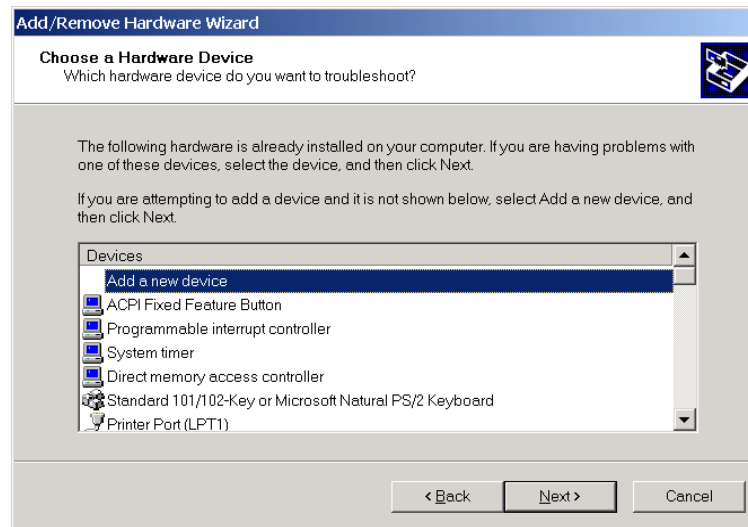 Add/Remove Hardware Wizard
Choose a Hardware Device
Which hardware device do you want to troubleshoot?
The following hardware is already installed on your computer. If you are having problems with
one of these devices, select the device, and then click Next.
If you are attempting to add a device and it is not shown below, select Add a new device, and
then click Next.
Devices
Add a new device
ACPI Fixed Feature Button
Programmable interrupt controller
System timer
Direct memory access controller
Standard 101/102-Key or Microsoft Natural PS/2 Keyboard
Printer Port (LPT1)
< Back Next > Cancel